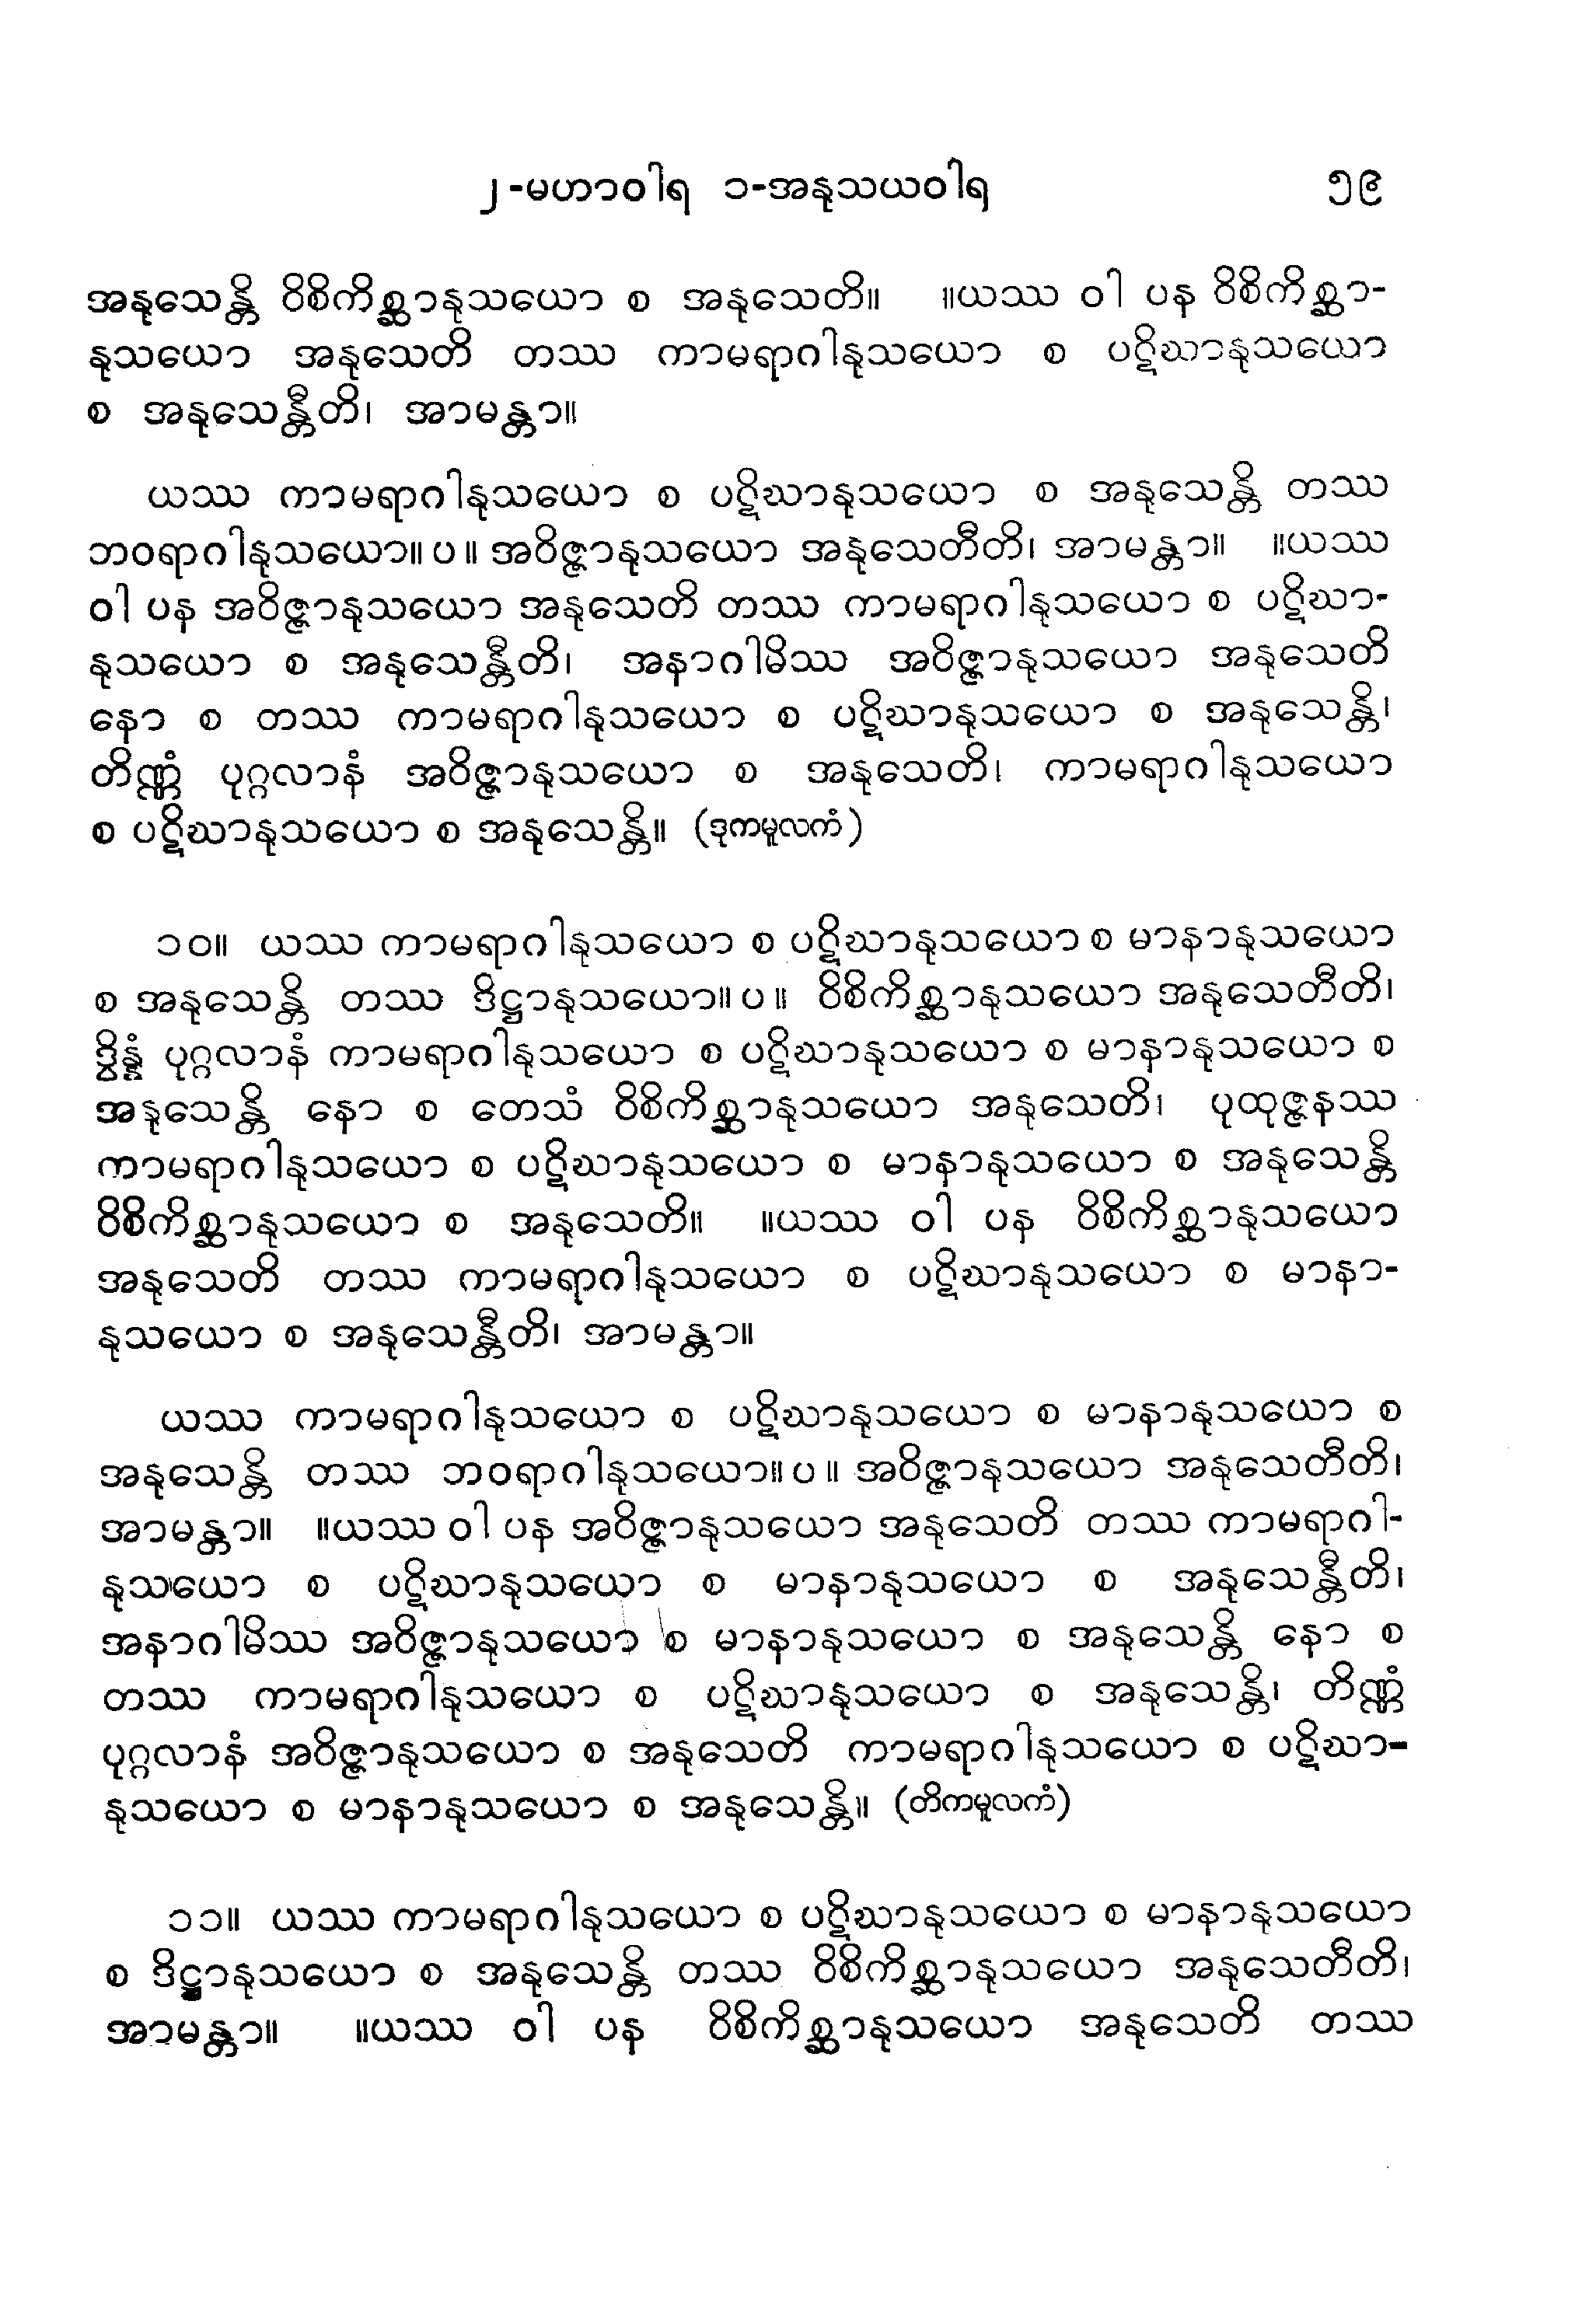 ၂-မဟာဝါရ ၁-အနုသယဝါရ ၅၉
အနုသေန္တိ ဝိစိကိစ္ဆာနုသယော စ အနုသေတိ။ ။ယဿ ဝါ ပန ဝိစိကိစ္ဆာ-
နုသယော အနုသေတိ တဿ ကာမရာဂါနုသယော စ ပဋိဃာနုသယော
စ အနုသေန္တီတိ၊ အာမန္တာ။
ယဿ ကာမရာဂါနုသယော စ ပဋိဃာနုသယော စ အနုသေန္တိ တဿ
ဘဝရာဂါနုသယော။ပ။ အဝိဇ္ဇာနုသယော အနုသေတီတိ၊ အာမန္တာ။ ။ယဿ
ဝါ ပန အဝိဇ္ဇာနုသယော အနုသေတိ တဿ ကာမရာဂါနုသယော စ ပဋိဃာ-
နုသယော စ အနုသေန္တီတိ၊ အနာဂါမိဿ အဝိဇ္ဇာနုသယော အနုသေတိ
နော စ တဿ ကာမရာဂါနုသယော စ ပဋိဃာနုသယော စ အနုသေန္တိ၊
တိဏ္ဏံ ပုဂ္ဂလာနံ အဝိဇ္ဇာနုသယော စ အနုသေတိ၊ ကာမရာဂါနုသယော
စ ပဋိဃာနုသယော စ အနုသေန္တိ။ (ဒုကမူလကံ)
၁၀။ ယဿ ကာမရာဂါနုသယော စ ပဋိဃာနုသယော စ မာနာနုသယော
စ အနုသေန္တိ တဿ ဒိဋ္ဌာနုသယော။ပ။ ဝိစိကိစ္ဆာနုသယော အနုသေတီတိ၊
ဒွိန္နံ ပုဂ္ဂလာနံ ကာမရာဂါနုသယော စ ပဋိဃာနုသယော စ မာနာနုသယော စ
အနုသေန္တိ နော စ တေသံ ဝိစိကိစ္ဆာနုသယော အနုသေတိ၊ ပုထုဇ္ဇနဿ
ကာမရာဂါနုသယော စ ပဋိဃာနုသယော စ မာနာနုသယော စ အနုသေန္တိ
ဝိစိကိစ္ဆာနုသယော စ အနုသေတိ။ ။ယဿ ဝါ ပန ဝိစိကိစ္ဆာနုသယော
အနုသေတိ တဿ ကာမရာဂါနုသယော စ ပဋိဃာနုသယော စ မာနာ-
နုသယော စ အနုသေန္တီတိ၊ အာမန္တာ။
ယဿ ကာမရာဂါနုသယော စ ပဋိဃာနုသယော စ မာနာနုသယော စ
အနုသေန္တိ တဿ ဘဝရာဂါနုသယော။ပ။ အဝိဇ္ဇာနုသယော အနုသေတီတိ၊
အာမန္တာ။ ။ယဿ ဝါ ပန အဝိဇ္ဇာနုသယော အနုသေတိ တဿ ကာမရာဂါ-
နုသယော စ ပဋိဃာနုသယော စ မာနာနုသယော စ အနုသေန္တီတိ၊
အနာဂါမိဿ အဝိဇ္ဇာနုသယော စ မာနာနုသယော စ အနုသေန္တိ နော စ
တဿ ကာမရာဂါနုသယော စ ပဋိဃာနုသယော စ အနုသေန္တိ၊ တိဏ္ဏံ
ပုဂ္ဂလာနံ အဝိဇ္ဇာနုသယော စ အနုသေတိ ကာမရာဂါနုသယော စ ပဋိဃာ-
နုသယော စ မာနာနုသယော စ အနုသေန္တိ။ (တိကမူလကံ)
၁၁။ ယဿ ကာမရာဂါနုသယော စ ပဋိဃာနုသယော စ မာနာနုသယော
စ ဒိဋ္ဌာနုသယော စ အနုသေန္တိ တဿ ဝိစိကိစ္ဆာနုသယော အနုသေတီတိ၊
အာမန္တာ။ ။ယဿ ဝါ ပန ဝိစိကိစ္ဆာနုသယော အနုသေတိ တဿ